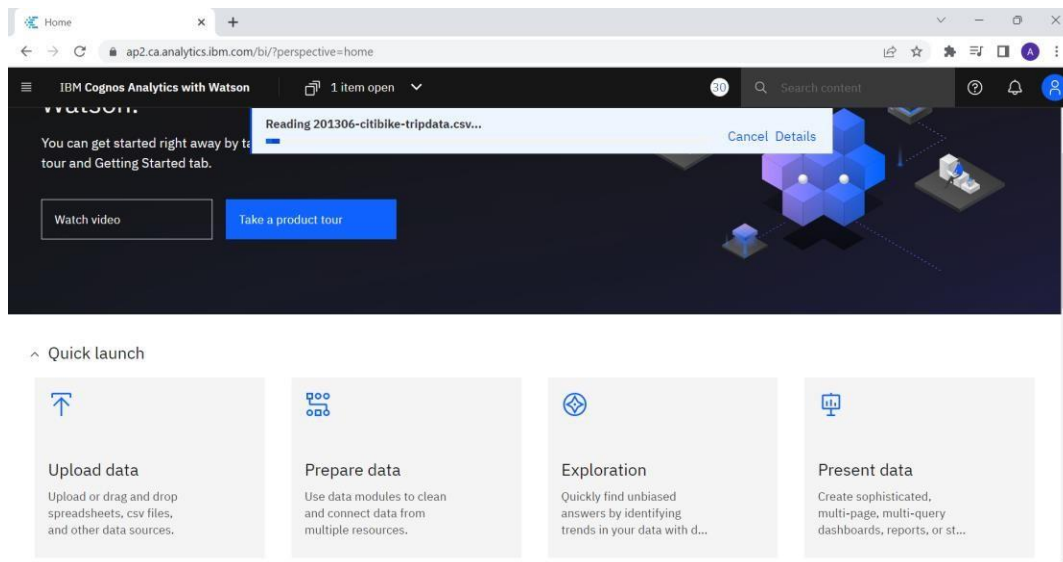 Home
ap2.ca.analytics.ibm.com/bi/?perspective=home
A
IBM Cognos Analytics with Watson
1 item open
30
Search content
Watson.
Reading 201306-citibike-tripdata.csv...
Cancel Details
You can get started right away by ta
tour and Getting Started tab.
Watch video
Take a product tour
Quick launch
Upload data
Upload or drag and drop
spreadsheets, csv files,
and other data sources.
Prepare data
Use data modules to clean
and connect data from
multiple resources.
Exploration
Quickly find unbiased
answers by identifying
trends in your data with d...
Present data
Create sophisticated,
multi-page, multi-query
dashboards, reports, or st...